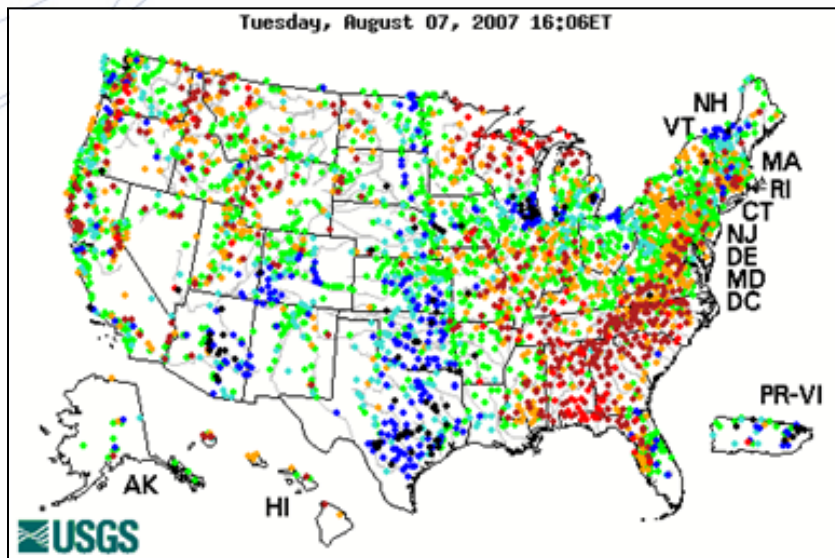 Tuesday, August 07, 2007 16:06ET
NH
VT
MA
RI
CT
NJ
DE
MD
DC
PR-VI
AK
HI
USGS